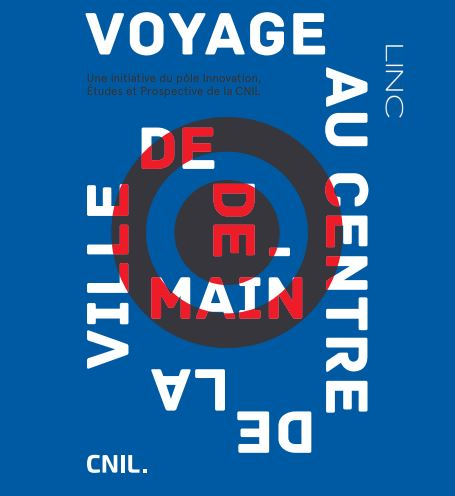 VOYAGE
Une initiative du pôle Innovation,
Études et Prospective de la CNIL
LINC
AU CENTRE
DE
LA
VILLE
DE
DE-
MAIN
CNIL.